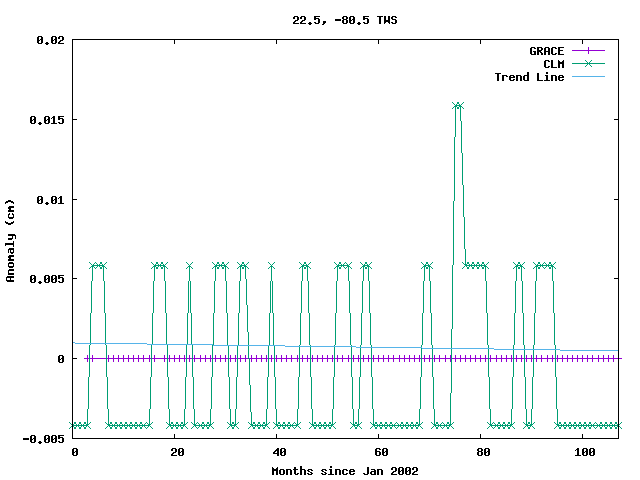 22.5, -80.5 TWS
0.02
GRACE
CLM
Trend Line
0.015
0.01
Anomaly (cm)
0.005
0
-0.005
0 20 40 60 80 100
Months since Jan 2002